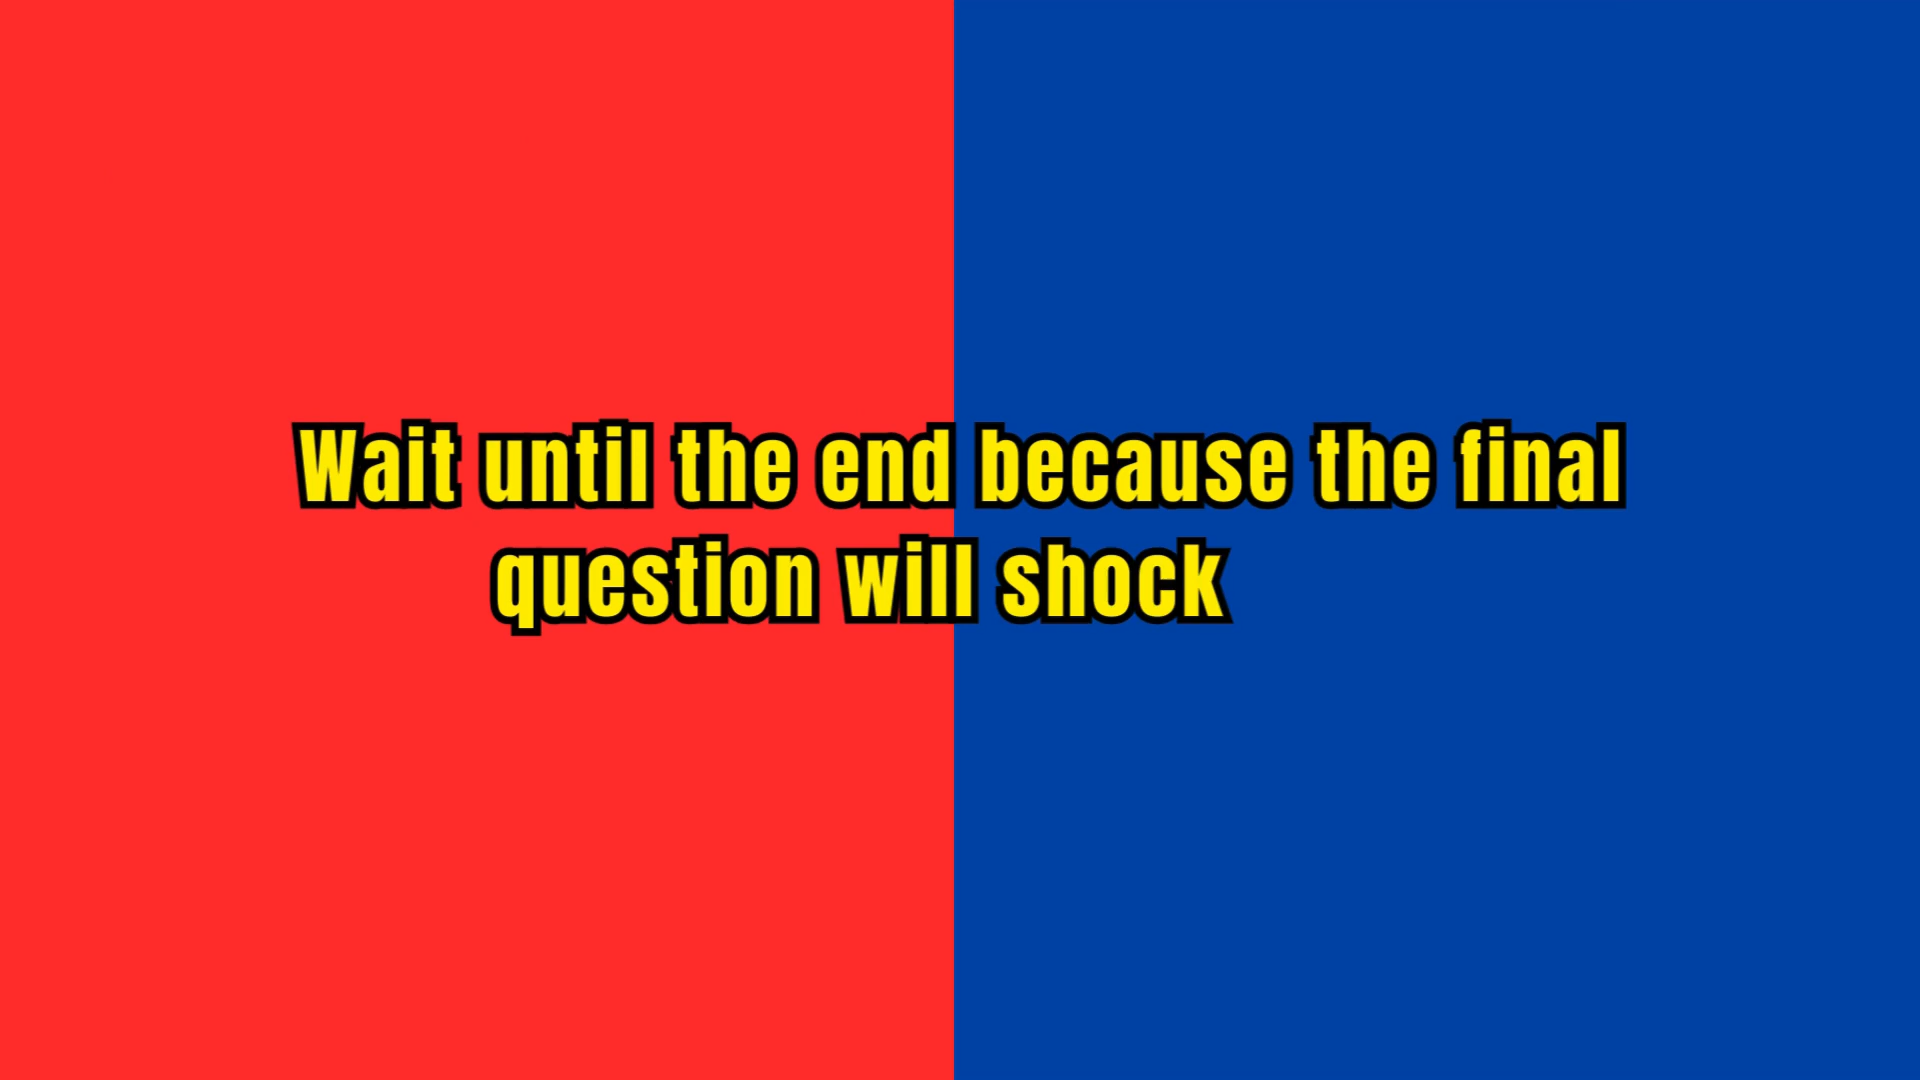 Wait until the end because the final
question will shock